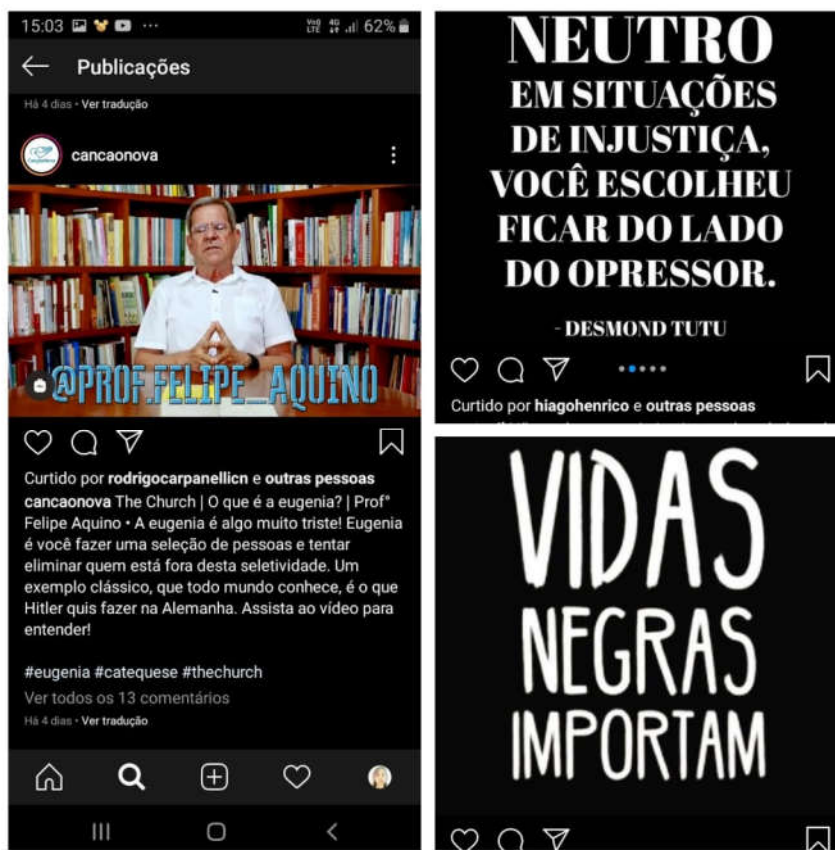 15:03 ... Vo) LTE 4G 62%
Publicações
Há 4 dias • Ver tradução
cancaonova
@PROF.FELIPE_AQUINO
Curtido por rodrigocarpanellicn e outras pessoas
cancaonova The Church | O que é a eugenia? | Profº
Felipe Aquino • A eugenia é algo muito triste! Eugenia
é você fazer uma seleção de pessoas e tentar
eliminar quem está fora desta seletividade. Um
exemplo clássico, que todo mundo conhece, é o que
Hitler quis fazer na Alemanha. Assista ao vídeo para
entender!
#eugenia #catequese #thechurch
Ver todos os 13 comentários
Há 4 dias • Ver tradução
NEUTRO
EM SITUAÇÕES
DE INJUSTIÇA,
VOCÊ ESCOLHEU
FICAR DO LADO
DO OPRESSOR.
- DESMOND TUTU
Curtido por hiagohenrico e outras pessoas
VIDAS
NEGRAS
IMPORTAM